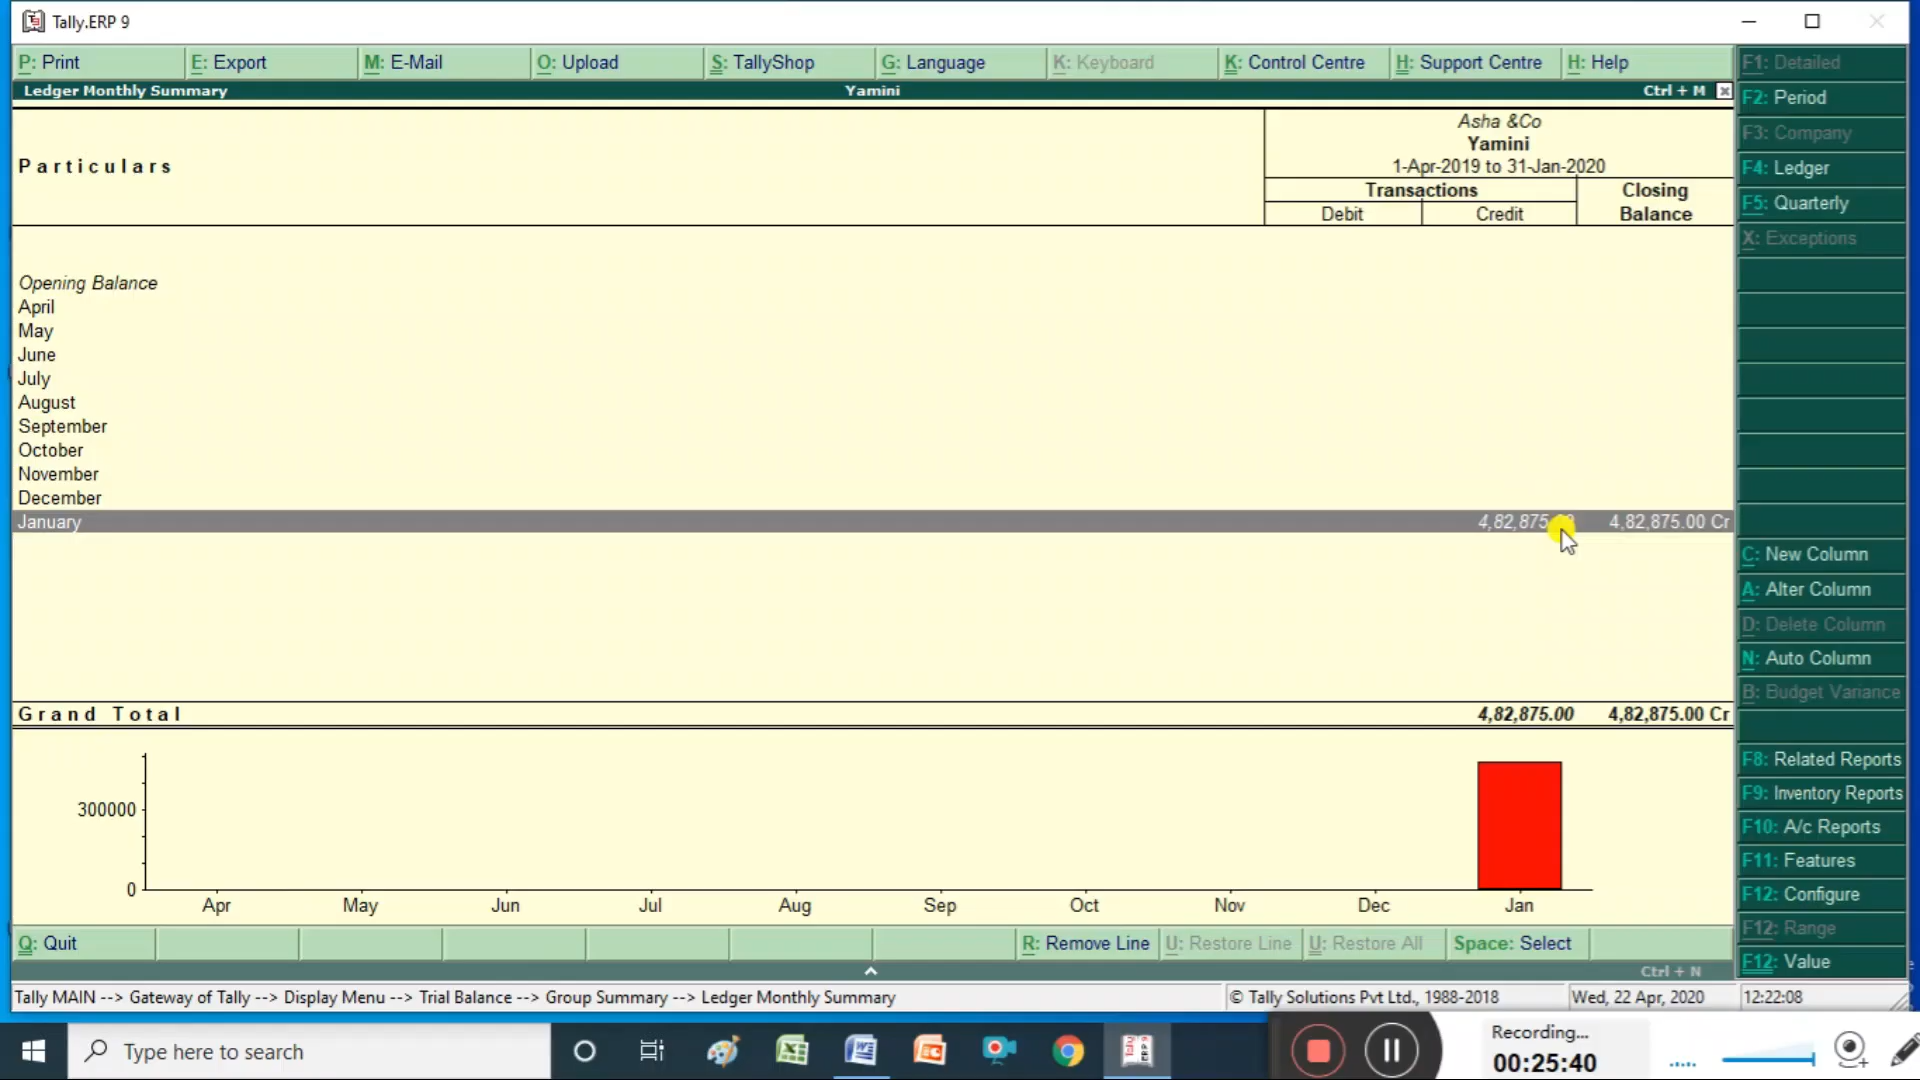 Tally.ERP 9
P: Print E: Export M: E-Mail O: Upload S: TallyShop G: Language K: Keyboard K: Control Centre H: Support Centre H: Help
Ledger Monthly Summary Yamini Ctrl + M
Particulars
Asha &Co
Yamini
1-Apr-2019 to 31-Jan-2020
Transactions Closing
Debit Credit Balance
Opening Balance
April
May
June
July
August
September
October
November
December
January 4,82,875. 4,82,875.00 Cr
Grand Total 4,82,875.00 4,82,875.00 Cr
300000
0
Apr May Jun Jul Aug Sep Oct Nov Dec Jan
F1: Detailed
F2: Period
F3: Company
F4: Ledger
F5: Quarterly
X: Exceptions
C: New Column
A: Alter Column
D: Delete Column
N: Auto Column
B: Budget Variance
F8: Related Reports
F9: Inventory Reports
F10: A/c Reports
F11: Features
F12: Configure
F12: Range
F12: Value
Q: Quit R: Remove Line U: Restore Line U: Restore All Space: Select
Ctrl + N
Tally MAIN --> Gateway of Tally --> Display Menu --> Trial Balance --> Group Summary --> Ledger Monthly Summary © Tally Solutions Pvt Ltd., 1988-2018 Wed, 22 Apr, 2020 12:22:08
Type here to search
Recording...
00:25:40